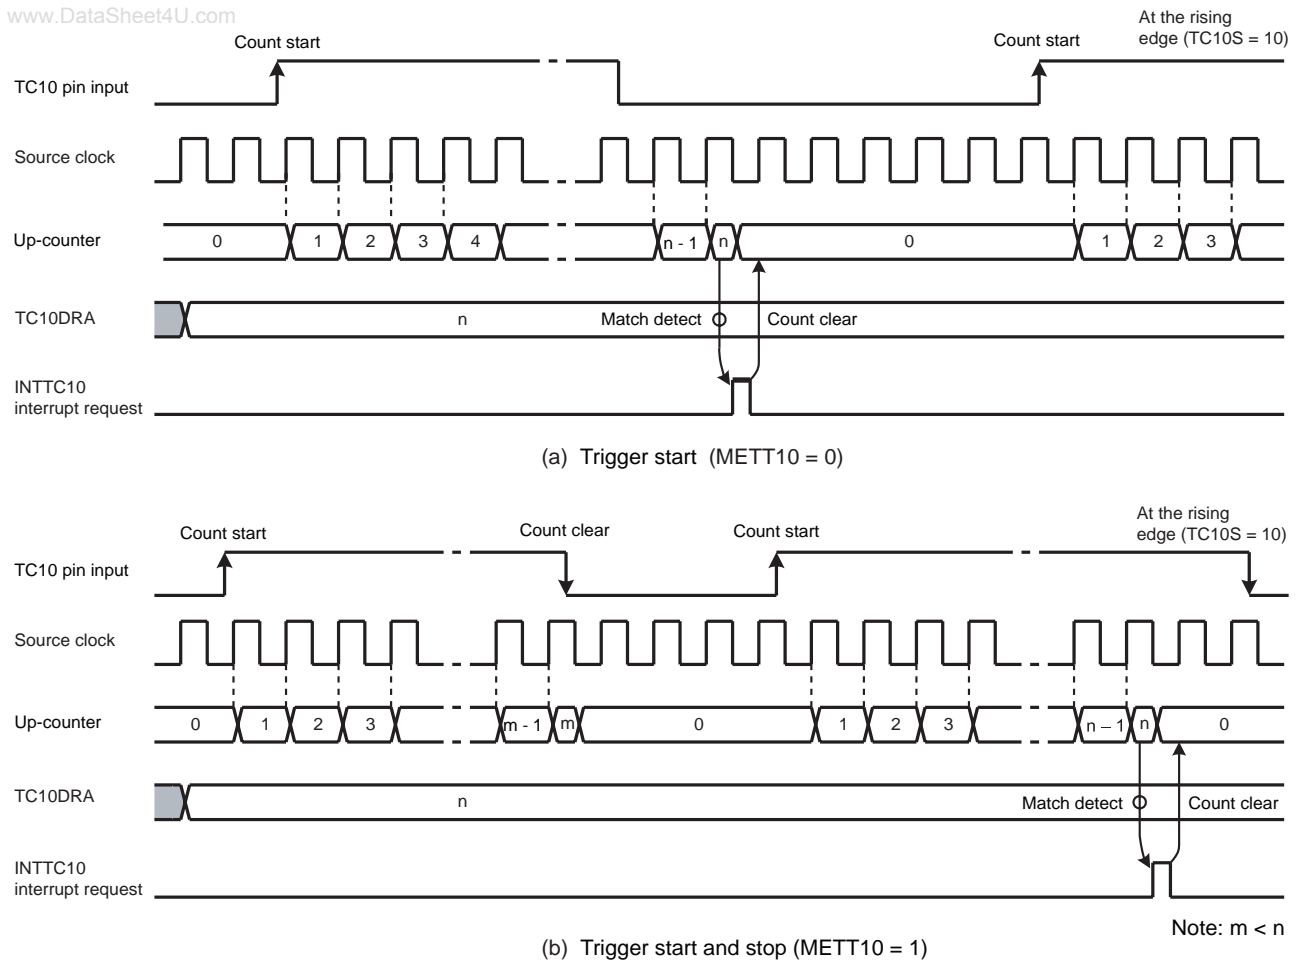 www.DataSheet4U.com
At the rising
edge (TC10S = 10)
Count start
Count start
TC10 pin input
Source clock
Up-counter
0
1
2
3
4
n - 1
n
0
1
2
3
TC10DRA
n
Match detect
Count clear
INTTC10
interrupt request
(a) Trigger start (METT10 = 0)
At the rising
edge (TC10S = 10)
Count start
Count clear
Count start
TC10 pin input
Source clock
Up-counter
0
1
2
3
m - 1
m
0
1
2
3
n – 1
n
0
TC10DRA
n
Match detect
Count clear
INTTC10
interrupt request
Note: m < n
(b) Trigger start and stop (METT10 = 1)